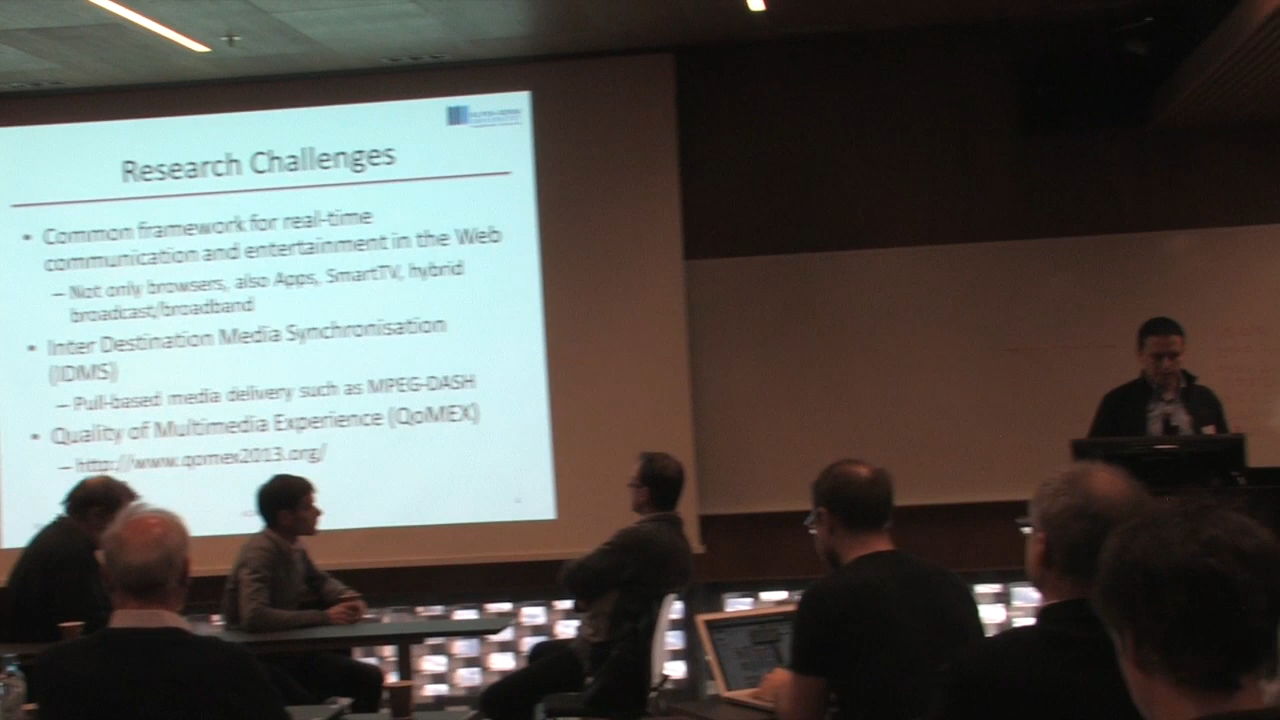 Research Challenges
• Common framework for real-time
communication and entertainment in the Web
– Not only browsers, also Apps, SmartTV, hybrid
broadcast/broadband
• Inter Destination Media Synchronisation
(IDMS)
– Pull-based media delivery such as MPEG-DASH
• Quality of Multimedia Experience (QoMEX)
– http://www.qomex2013.org/